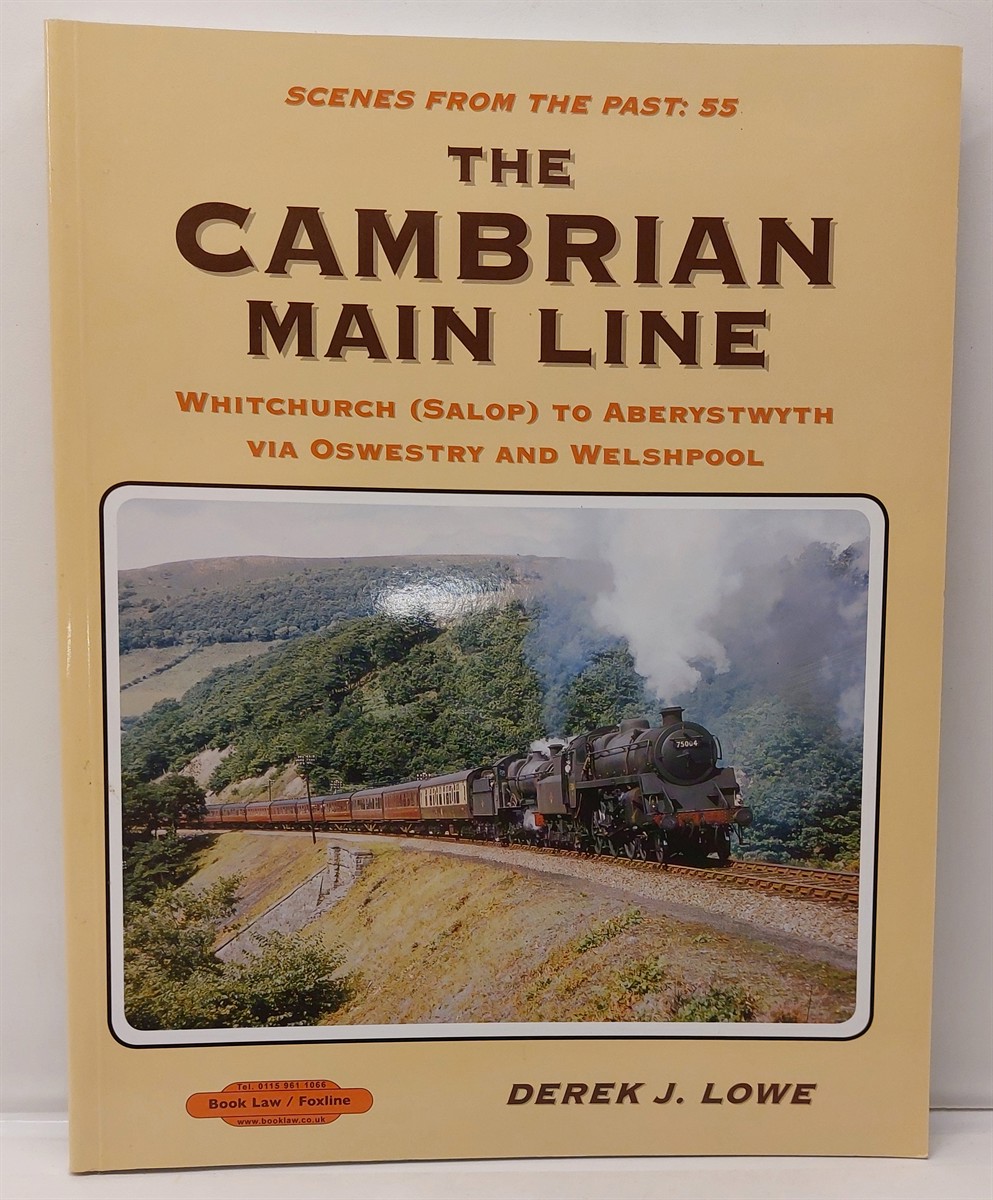 SCENES FROM THE PAST: 55
THE
CAMBRIAN
MAIN LINE
WHITCHURCH (SALOP) TO ABERYSTWYTH
VIA OSWESTRY AND WELSHPOOL
75004
Tel. 0115 961 1066
Book Law / Foxline
www.booklaw.co.uk
DEREK J. LOWE